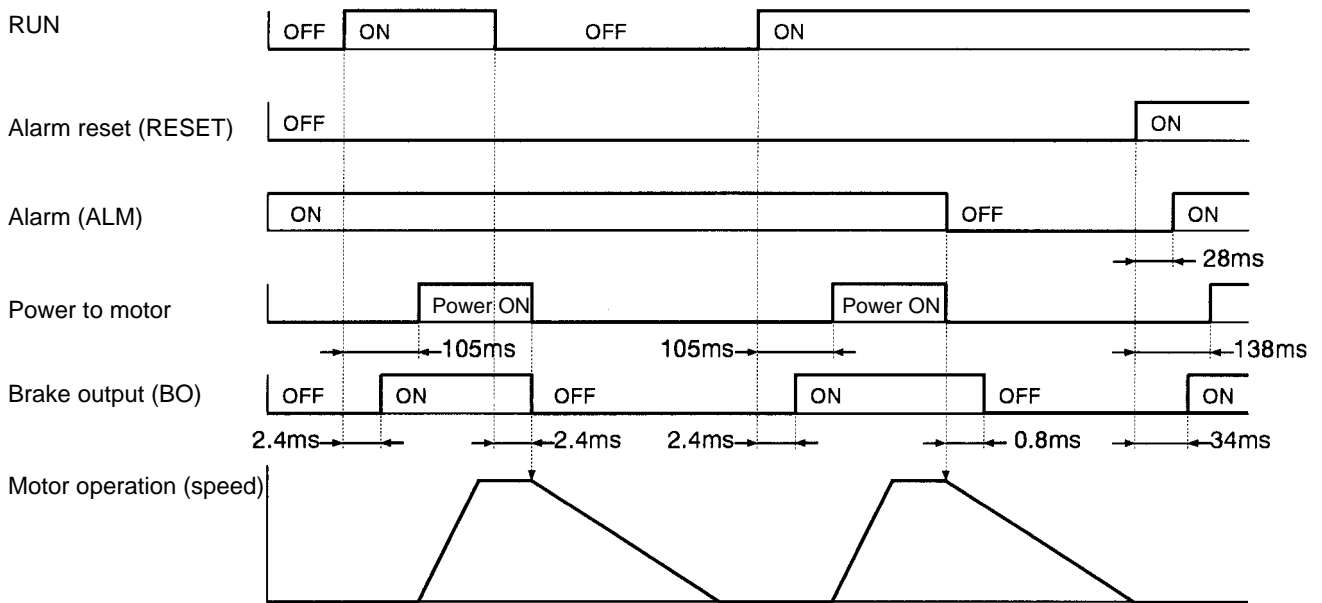 RUN OFF ON OFF ON
Alarm reset (RESET) OFF ON
Alarm (ALM) ON OFF ON
28ms
Power to motor Power ON Power ON
105ms 105ms 138ms
Brake output (BO) OFF ON OFF ON OFF ON
2.4ms 2.4ms 2.4ms 0.8ms 34ms
Motor operation (speed)